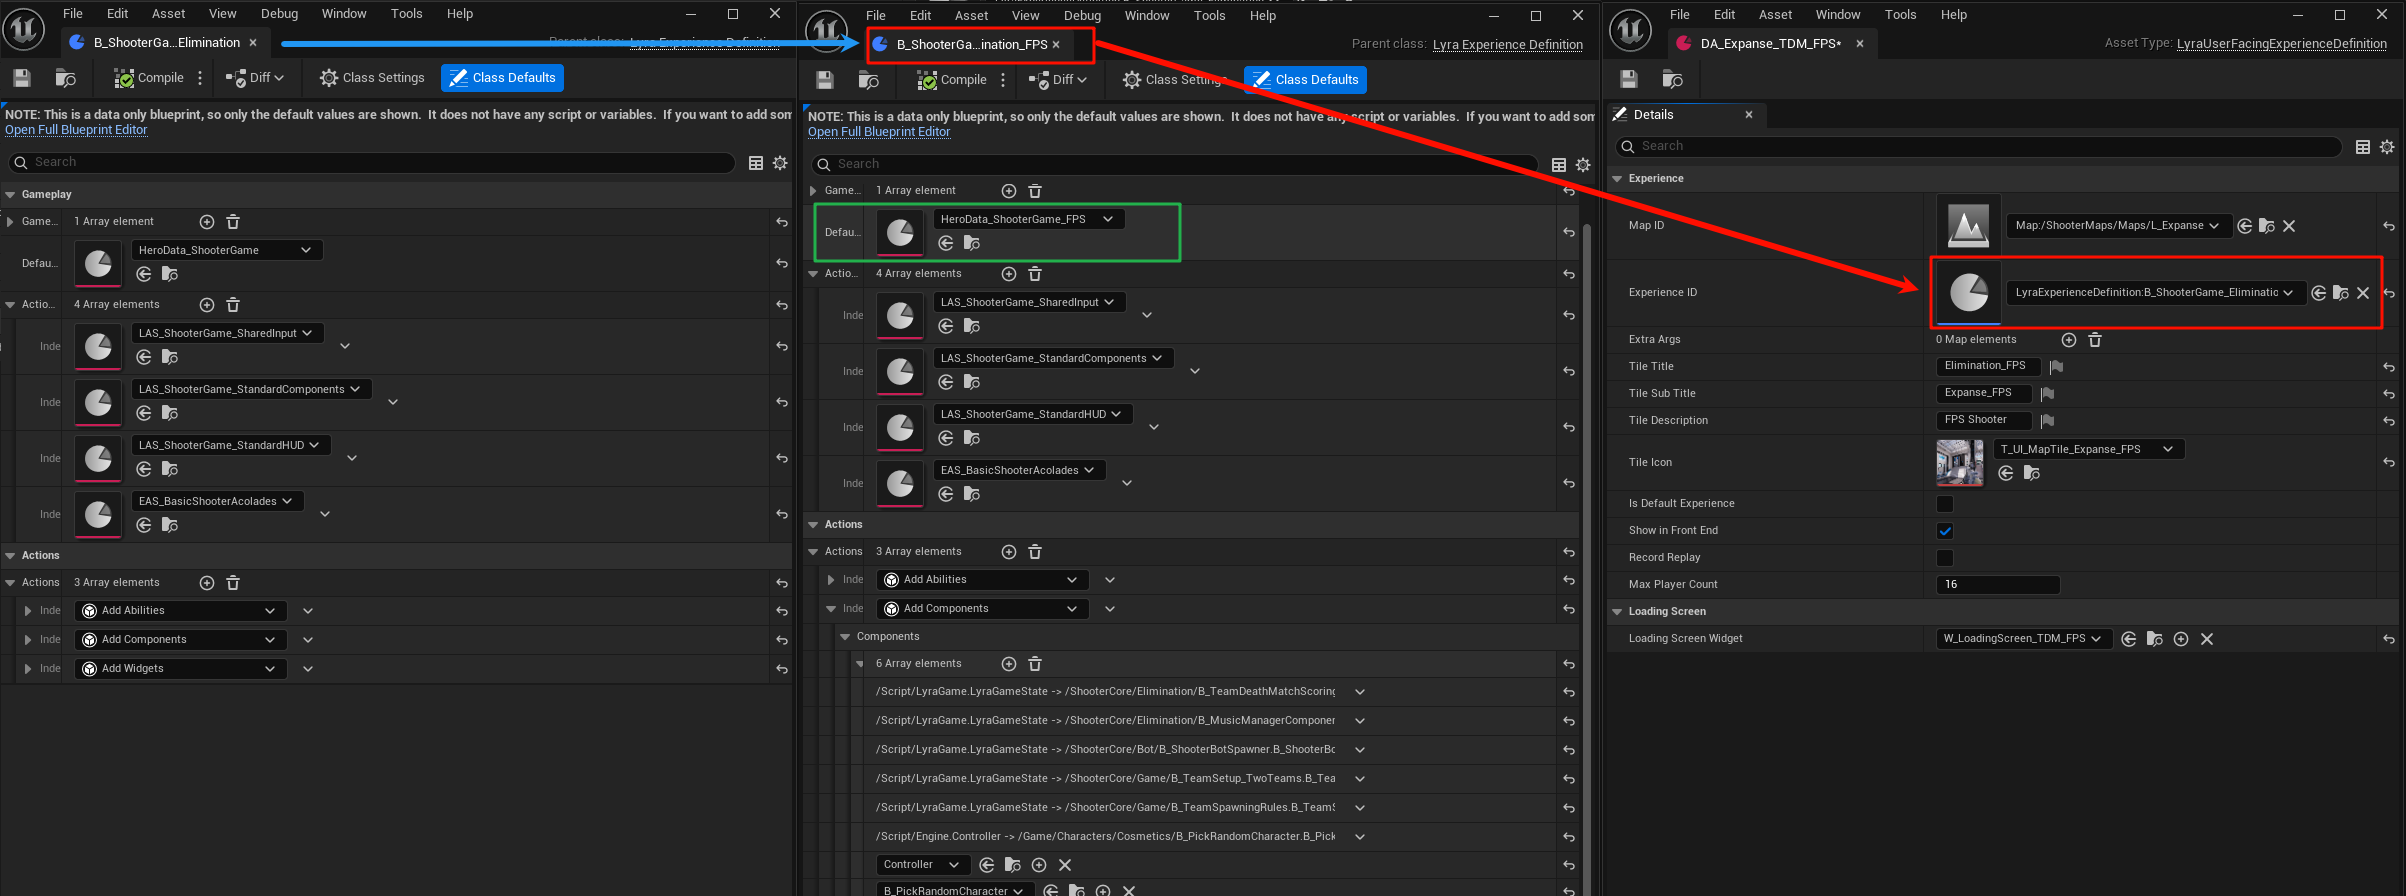 File Edit Asset View Debug Window Tools Help
B_ShooterGa...Elimination
Lyra Experience Definition
Compile Diff Class Settings Class Defaults
NOTE: This is a data only blueprint, so only the default values are shown. It does not have any script or variables. If you want to add som
Open Full Blueprint Editor
Search
Gameplay
Game... 1 Array element
HeroData_ShooterGame
Defau...
Actio... 4 Array elements
LAS_ShooterGame_SharedInput
Inde
LAS_ShooterGame_StandardComponents
Inde
LAS_ShooterGame_StandardHUD
Inde
EAS_BasicShooterAcolades
Inde
Actions
Actions 3 Array elements
Inde Add Abilities
Inde Add Components
Inde Add Widgets
File Edit Asset View Debug Window Tools Help
B_ShooterGa...ination_FPS
Parent class: Lyra Experience Definition
Compile Diff Class Settings Class Defaults
NOTE: This is a data only blueprint, so only the default values are shown. It does not have any script or variables. If you want to add som
Open Full Blueprint Editor
Search
Game... 1 Array element
HeroData_ShooterGame_FPS
Defau...
Actio... 4 Array elements
LAS_ShooterGame_SharedInput
Inde
LAS_ShooterGame_StandardComponents
Inde
LAS_ShooterGame_StandardHUD
Inde
EAS_BasicShooterAcolades
Inde
Actions
Actions 3 Array elements
Inde Add Abilities
Inde Add Components
Components
6 Array elements
/Script/LyraGame.LyraGameState -> /ShooterCore/Elimination/B_TeamDeathMatchScoring
/Script/LyraGame.LyraGameState -> /ShooterCore/Elimination/B_MusicManagerComponen
/Script/LyraGame.LyraGameState -> /ShooterCore/Bot/B_ShooterBotSpawner.B_ShooterBo
/Script/LyraGame.LyraGameState -> /ShooterCore/Game/B_TeamSetup_TwoTeams.B_Tea
/Script/LyraGame.LyraGameState -> /ShooterCore/Game/B_TeamSpawningRules.B_TeamS
/Script/Engine.Controller -> /Game/Characters/Cosmetics/B_PickRandomCharacter.B_Pick
Controller
B_PickRandomCharacter
File Edit Asset Window Tools Help
DA_Expanse_TDM_FPS*
Asset Type: LyraUserFacingExperienceDefinition
Details
Search
Experience
Map ID Map:/ShooterMaps/Maps/L_Expanse
Experience ID LyraExperienceDefinition:B_ShooterGame_Eliminatio
Extra Args 0 Map elements
Tile Title Elimination_FPS
Tile Sub Title Expanse_FPS
Tile Description FPS Shooter
Tile Icon T_UI_MapTile_Expanse_FPS
Is Default Experience
Show in Front End
Record Replay
Max Player Count 16
Loading Screen
Loading Screen Widget W_LoadingScreen_TDM_FPS